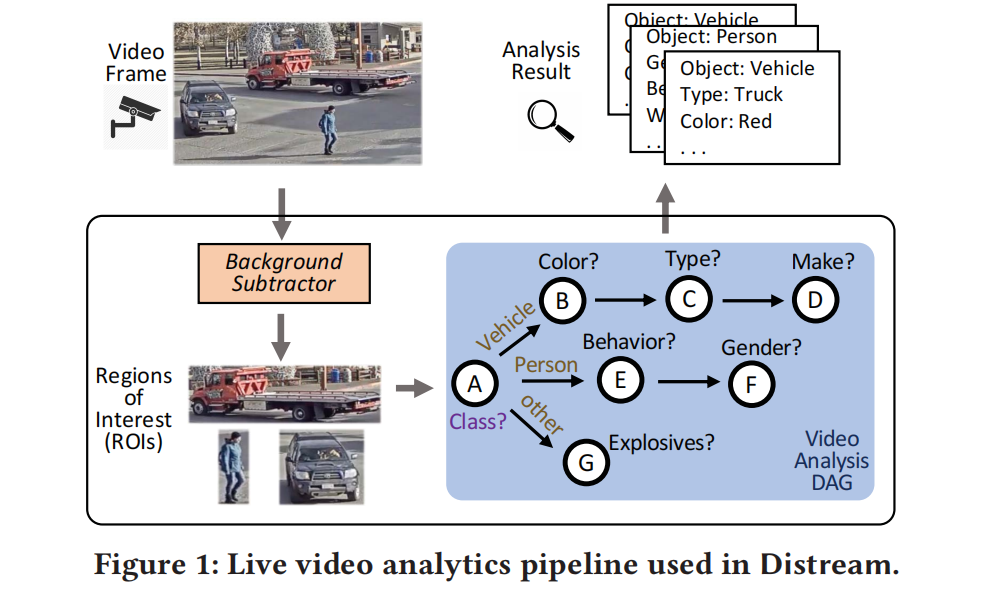 Video
Frame
Analysis
Result
Object: Vehicle
Object: Person
Ge
Be
W
. .
Object: Vehicle
Type: Truck
Color: Red
. . .
Background
Subtractor
Regions
of
Interest
(ROIs)
Color?
Type?
Make?
B
C
D
Vehicle
Behavior?
Gender?
Person
A
E
F
Class?
other
G
Explosives?
Video
Analysis
DAG
Figure 1: Live video analytics pipeline used in Distream.